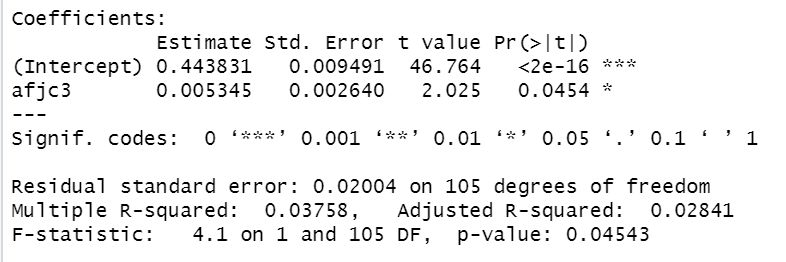 Coefficients:
Estimate Std. Error t value Pr(>|t|)
(Intercept) 0.443831 0.009491 46.764 <2e-16 ***
afjc3 0.005345 0.002640 2.025 0.0454 *
---
Signif. codes: 0 ‘***’ 0.001 ‘**’ 0.01 ‘*’ 0.05 ‘.’ 0.1 ‘ ’ 1
Residual standard error: 0.02004 on 105 degrees of freedom
Multiple R-squared: 0.03758, Adjusted R-squared: 0.02841
F-statistic: 4.1 on 1 and 105 DF, p-value: 0.04543